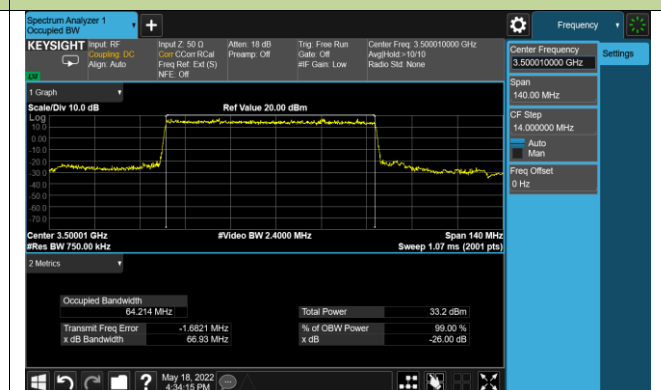 Spectrum Analyzer 1
Occupied BW
Frequency
KEYSIGHT
Input: RF
Coupling: DC
Align: Auto
Input Z: 50 Ω
Corr CCorr RCal
Freq Ref: Ext (S)
NFE: Off
Atten: 18 dB
Preamp: Off
Trig: Free Run
Gate: Off
#IF Gain: Low
Center Freq: 3.500010000 GHz
Avg|Hold:>10/10
Radio Std: None
LW
Center Frequency
3.500010000 GHz
Settings
Span
140.00 MHz
CF Step
14.000000 MHz
Auto
Man
Freq Offset
0 Hz
1 Graph
Scale/Div 10.0 dB
Ref Value 20.00 dBm
Log
10.0
0.00
-10.0
-20.0
-30.0
-40.0
-50.0
-60.0
-70.0
Center 3.50001 GHz
#Video BW 2.4000 MHz
Span 140 MHz
#Res BW 750.00 kHz
Sweep 1.07 ms (2001 pts)
2 Metrics
Occupied Bandwidth
64.214 MHz
Total Power 33.2 dBm
Transmit Freq Error -1.6821 MHz
% of OBW Power 99.00 %
x dB Bandwidth 66.93 MHz
x dB -26.00 dB
May 18, 2022
4:34:15 PM